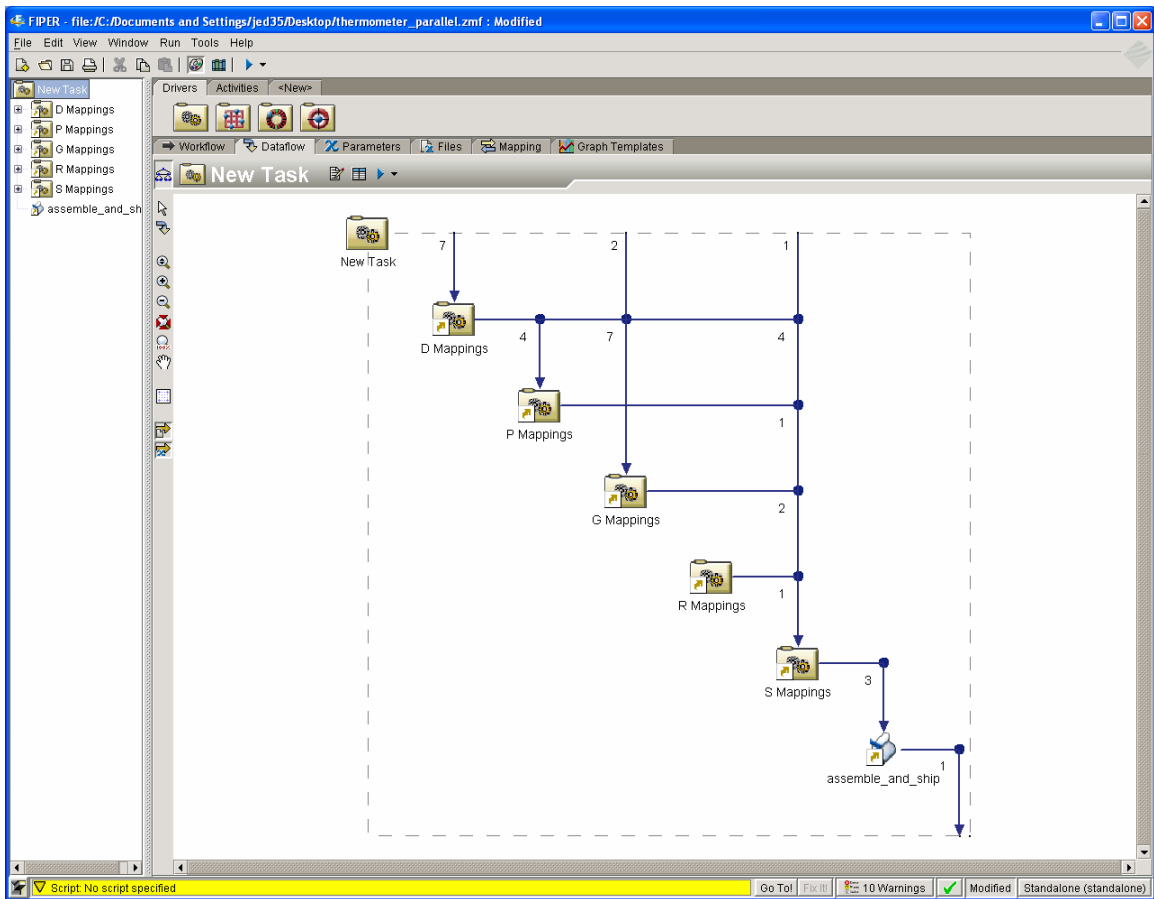 FIPER - file:/C:/Documents and Settings/jed35/Desktop/thermometer_parallel.zmf : Modified
File Edit View Window Run Tools Help
New Task
D Mappings
P Mappings
G Mappings
R Mappings
S Mappings
assemble_and_sh
Drivers Activities <New>
Workflow Dataflow Parameters Files Mapping Graph Templates
New Task
7 2 1
New Task
4 7 4
D Mappings
1
P Mappings
2
G Mappings
1
R Mappings
3
S Mappings
1
assemble_and_ship
Script: No script specified Go To! Fix It! 10 Warnings Modified Standalone (standalone)